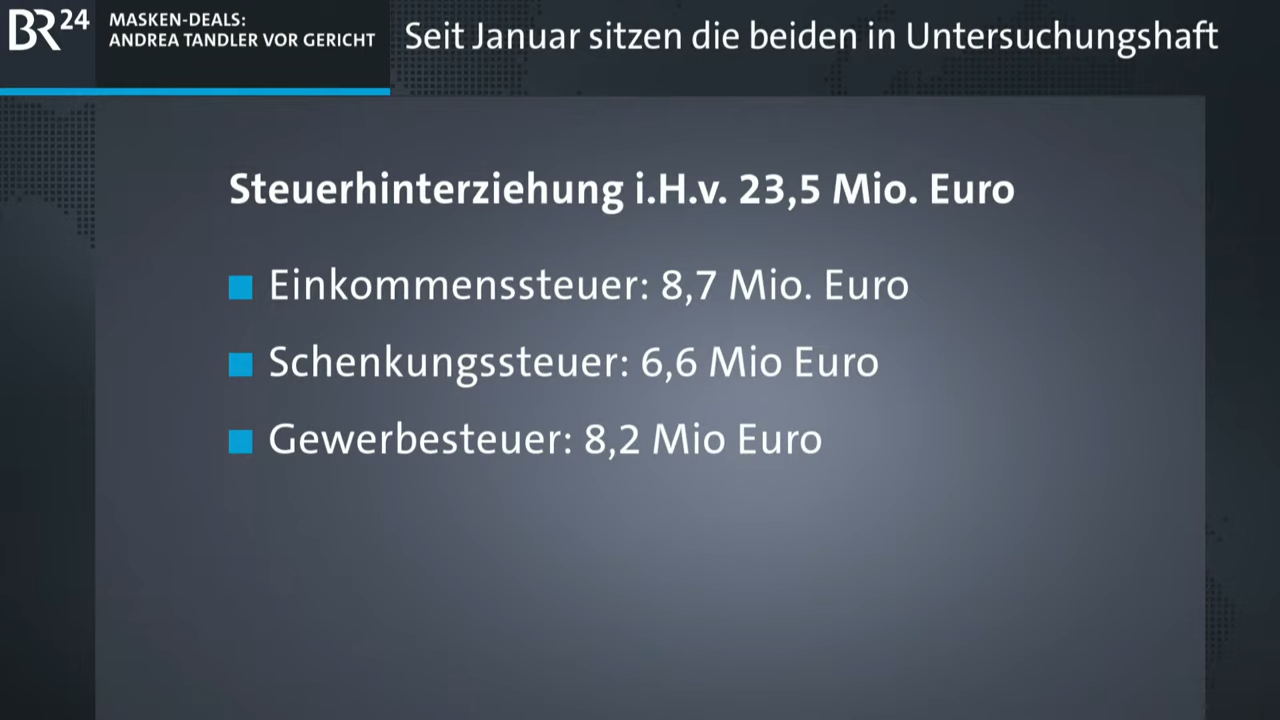 BR24
MASKEN-DEALS:
ANDREA TANDLER VOR GERICHT
Seit Januar sitzen die beiden in Untersuchungshaft
Steuerhinterziehung i.H.v. 23,5 Mio. Euro
Einkommenssteuer: 8,7 Mio. Euro
Schenkungssteuer: 6,6 Mio Euro
Gewerbesteuer: 8,2 Mio Euro